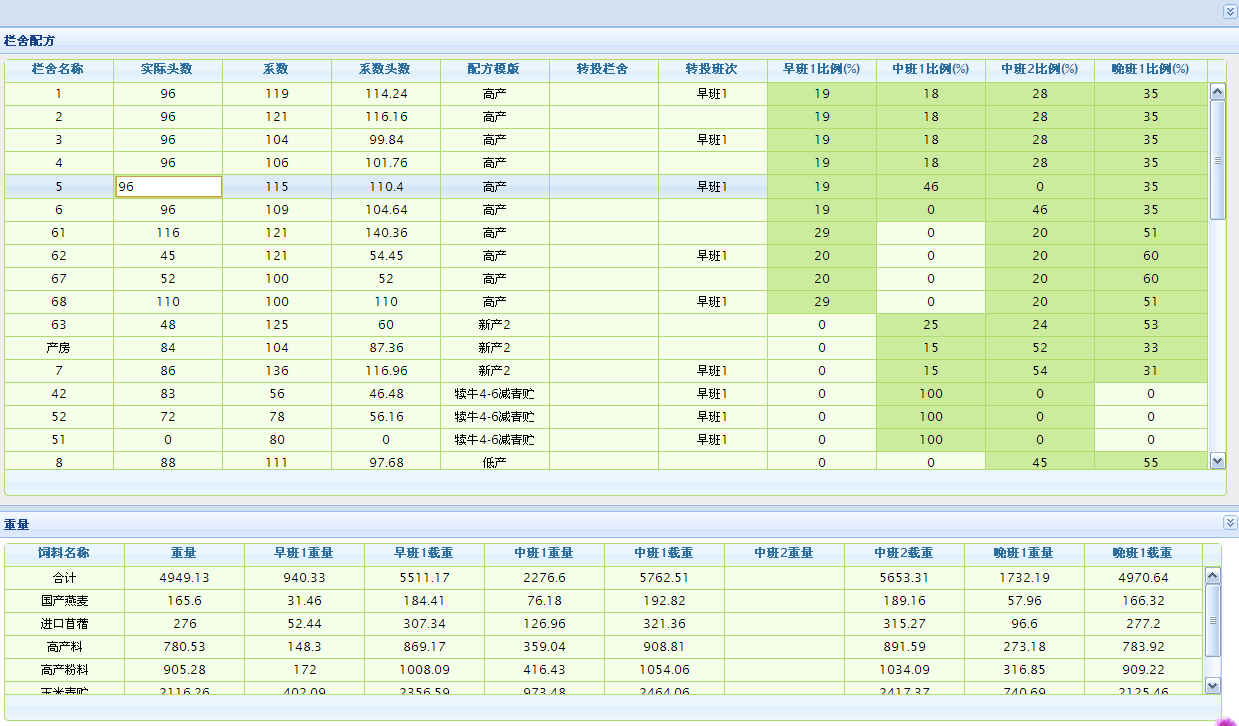 栏舍配方
栏舍名称 实际头数 系数 系数头数 配方模版 转投栏舍 转投班次 早班1比例(%) 中班1比例(%) 中班2比例(%) 晚班1比例(%)
1 96 119 114.24 高产 早班1 19 18 28 35
2 96 121 116.16 高产 19 18 28 35
3 96 104 99.84 高产 早班1 19 18 28 35
4 96 106 101.76 高产 19 18 28 35
5 96 115 110.4 高产 早班1 19 46 0 35
6 96 109 104.64 高产 19 0 46 35
61 116 121 140.36 高产 29 0 20 51
62 45 121 54.45 高产 早班1 20 0 20 60
67 52 100 52 高产 20 0 20 60
68 110 100 110 高产 早班1 29 0 20 51
63 48 125 60 新产2 0 25 24 53
产房 84 104 87.36 新产2 0 15 52 33
7 86 136 116.96 新产2 早班1 0 15 54 31
42 83 56 46.48 犊牛4-6减青贮 早班1 0 100 0 0
52 72 78 56.16 犊牛4-6减青贮 早班1 0 100 0 0
51 0 80 0 犊牛4-6减青贮 早班1 0 100 0 0
8 88 111 97.68 低产 0 0 45 55
重量
饲料名称 重量 早班1重量 早班1载重 中班1重量 中班1载重 中班2重量 中班2载重 晚班1重量 晚班1载重
合计 4949.13 940.33 5511.17 2276.6 5762.51 5653.31 1732.19 4970.64
国产燕麦 165.6 31.46 184.41 76.18 192.82 189.16 57.96 166.32
进口苜蓿 276 52.44 307.34 126.96 321.36 315.27 96.6 277.2
高产料 780.53 148.3 869.17 359.04 908.81 891.59 273.18 783.92
高产粉料 905.28 172 1008.09 416.43 1054.06 1034.09 316.85 909.22
玉米青贮 2116.26 402.09 2356.59 973.48 2464.06 2417.37 740.69 2125.46